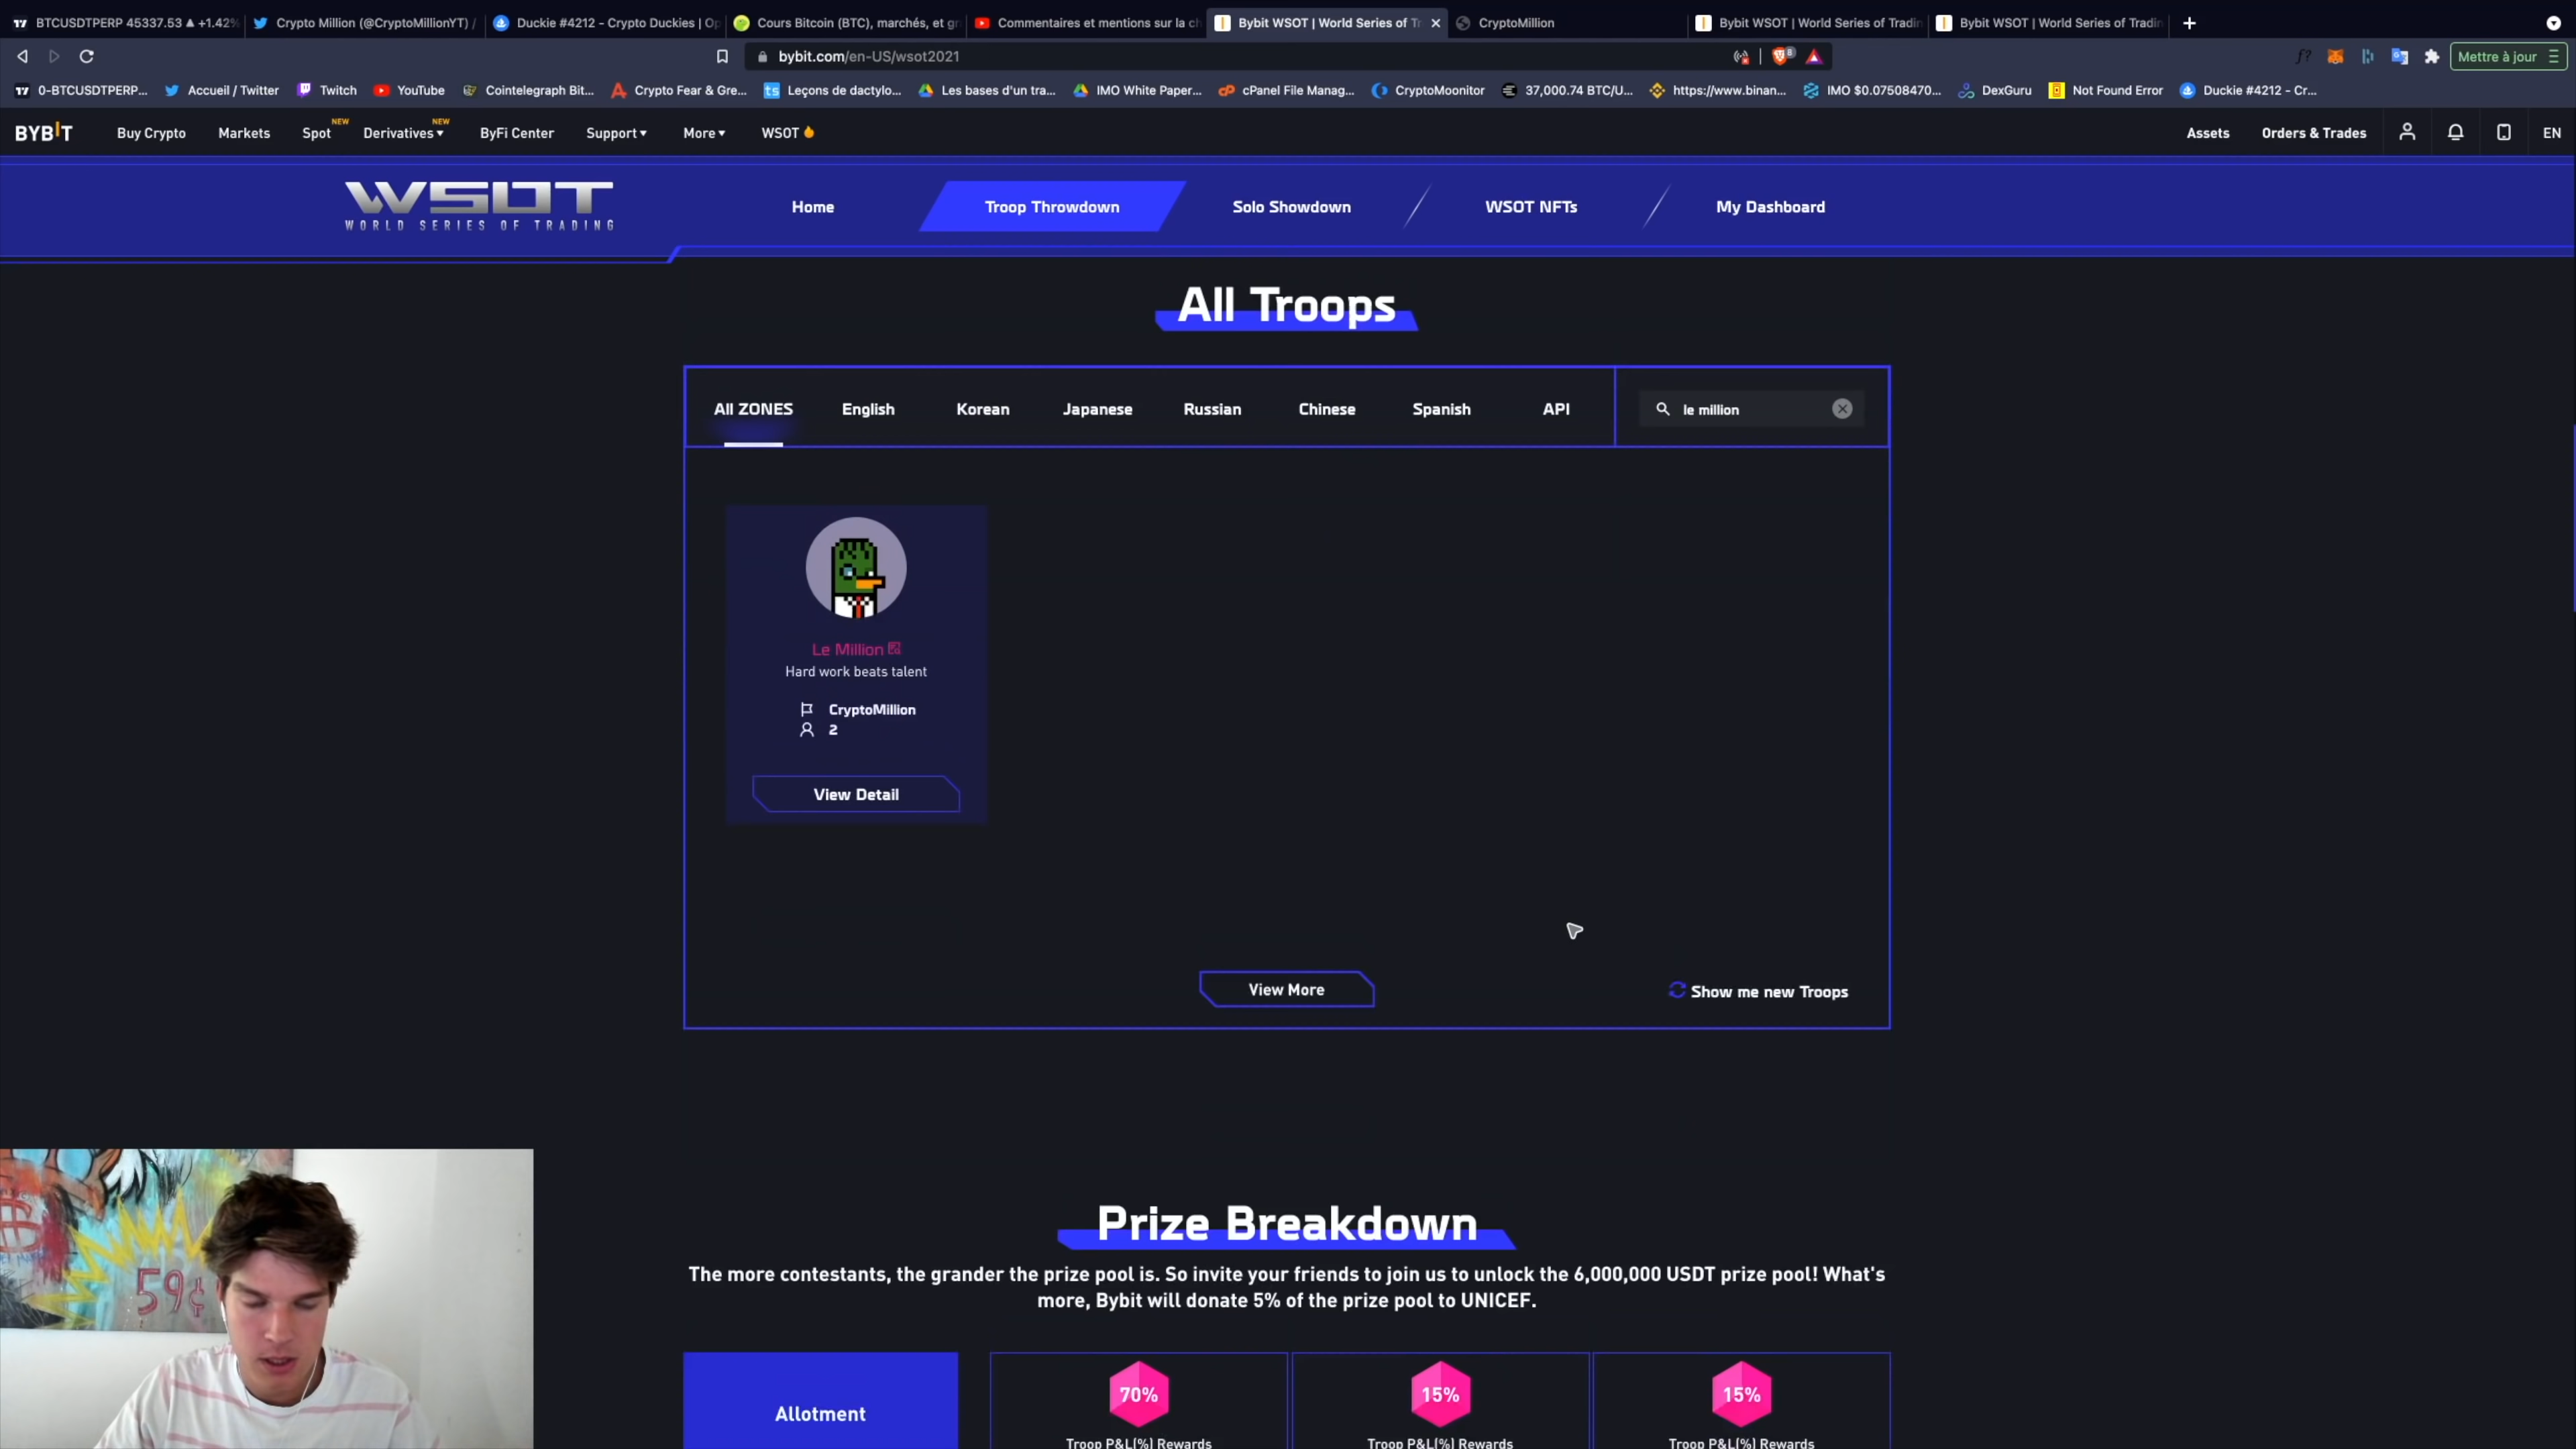 BTCUSDTPERP 45337.53 ▲ +1.42%
Crypto Million (@CryptoMillionYT) /
Duckie #4212 – Crypto Duckies | Op
Cours Bitcoin (BTC), marchés, et gr
Commentaires et mentions sur la ch
Bybit WSOT | World Series of Tr
CryptoMillion
Bybit WSOT | World Series of Tradin
Bybit WSOT | World Series of Tradin
bybit.com/en-US/wsot2021
8
f?
Mettre à jour
0-BTCUSDTPERP...
Accueil / Twitter
Twitch
YouTube
Cointelegraph Bit...
Crypto Fear & Gre...
ts
Leçons de dactylo...
Les bases d'un tra...
IMO White Paper...
cPanel File Manag...
CryptoMoonitor
37,000.74 BTC/U...
https://www.binan...
IMO $0.07508470...
DexGuru
Not Found Error
Duckie #4212 - Cr...
BYBIT
Buy Crypto
Markets
Spot
NEW
Derivatives
NEW
ByFi Center
Support
More
WSOT
Assets
Orders & Trades
EN
WSOT
WORLD SERIES OF TRADING
Home
Troop Throwdown
Solo Showdown
WSOT NFTs
My Dashboard
All Troops
All ZONES
English
Korean
Japanese
Russian
Chinese
Spanish
API
le million
Le Million
Hard work beats talent
CryptoMillion
2
View Detail
View More
Show me new Troops
Prize Breakdown
The more contestants, the grander the prize pool is. So invite your friends to join us to unlock the 6,000,000 USDT prize pool! What's
more, Bybit will donate 5% of the prize pool to UNICEF.
Allotment
70%
15%
15%
Troop P&L(%) Rewards
Troop P&L(%) Rewards
Troop P&L(%) Rewards
59¢